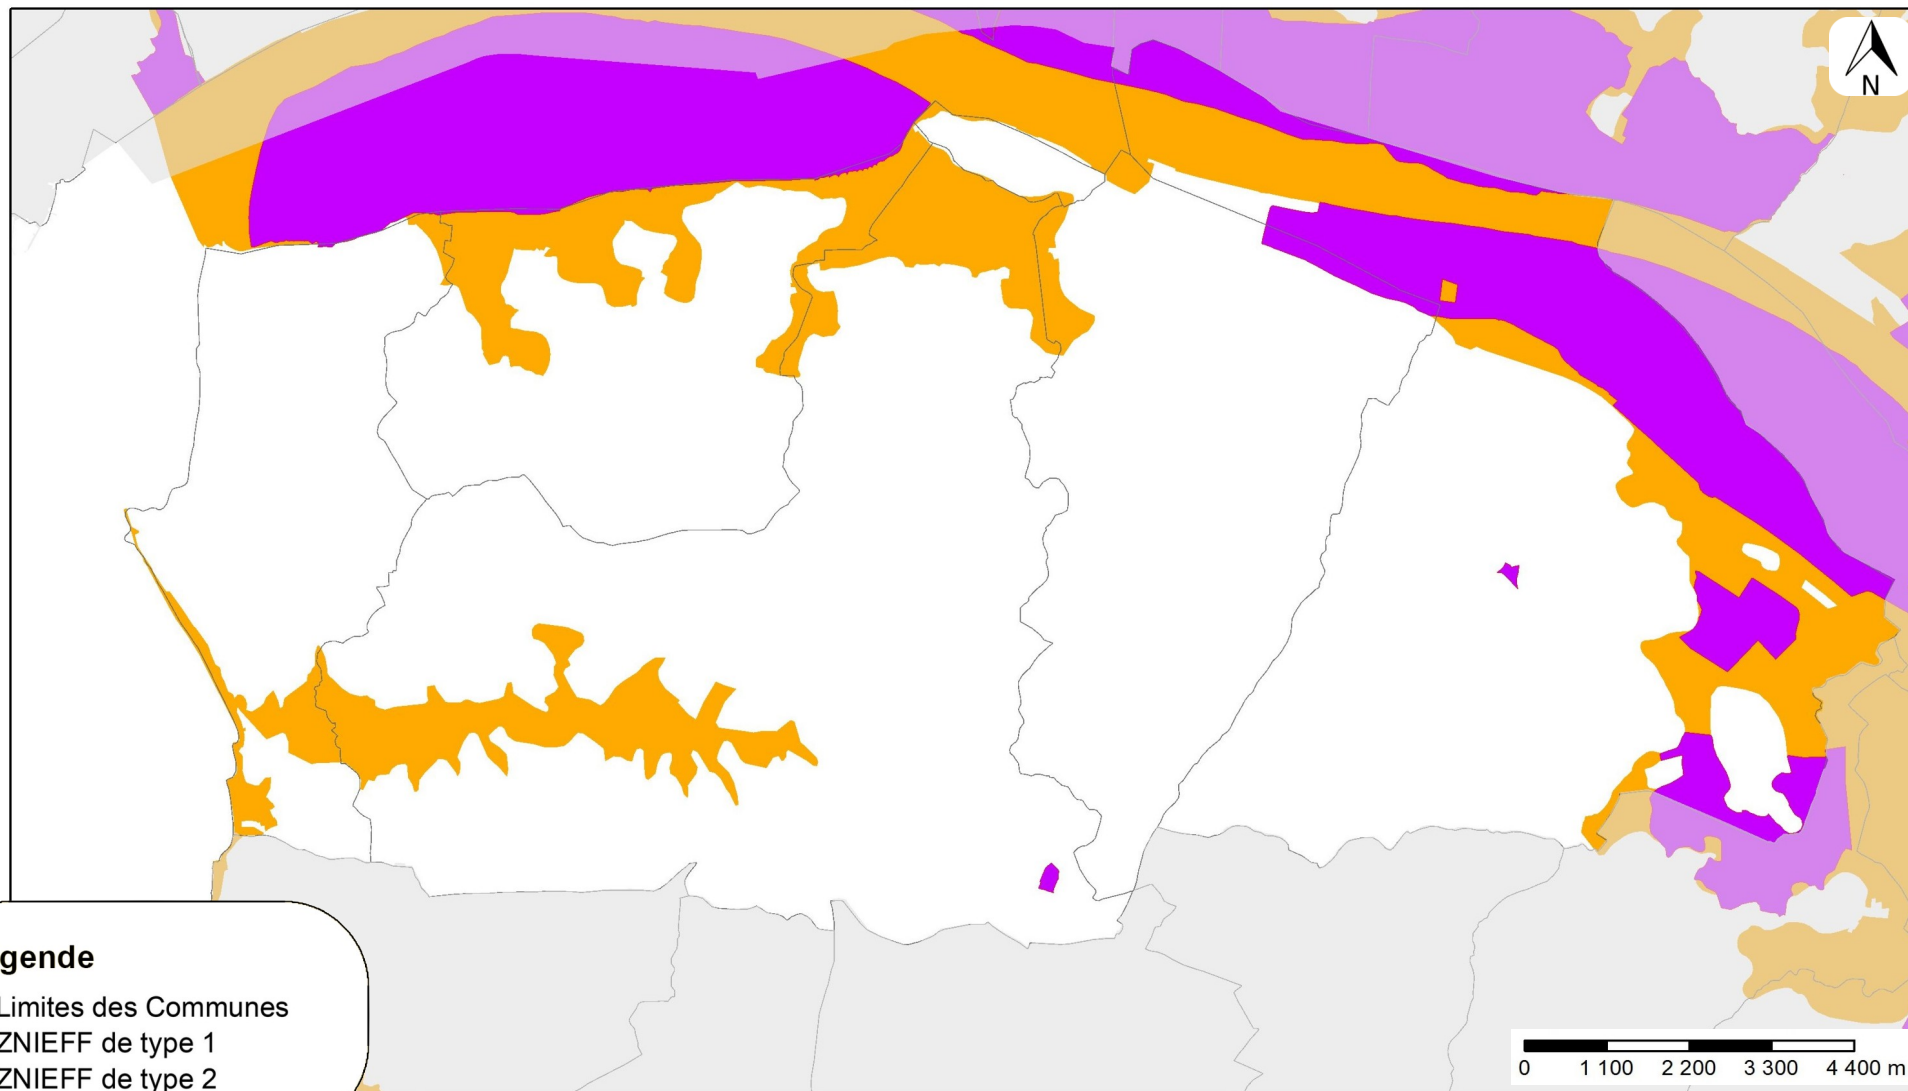 N
gende
Limites des Communes
ZNIEFF de type 1
ZNIEFF de type 2
0 1 100 2 200 3 300 4 400 m